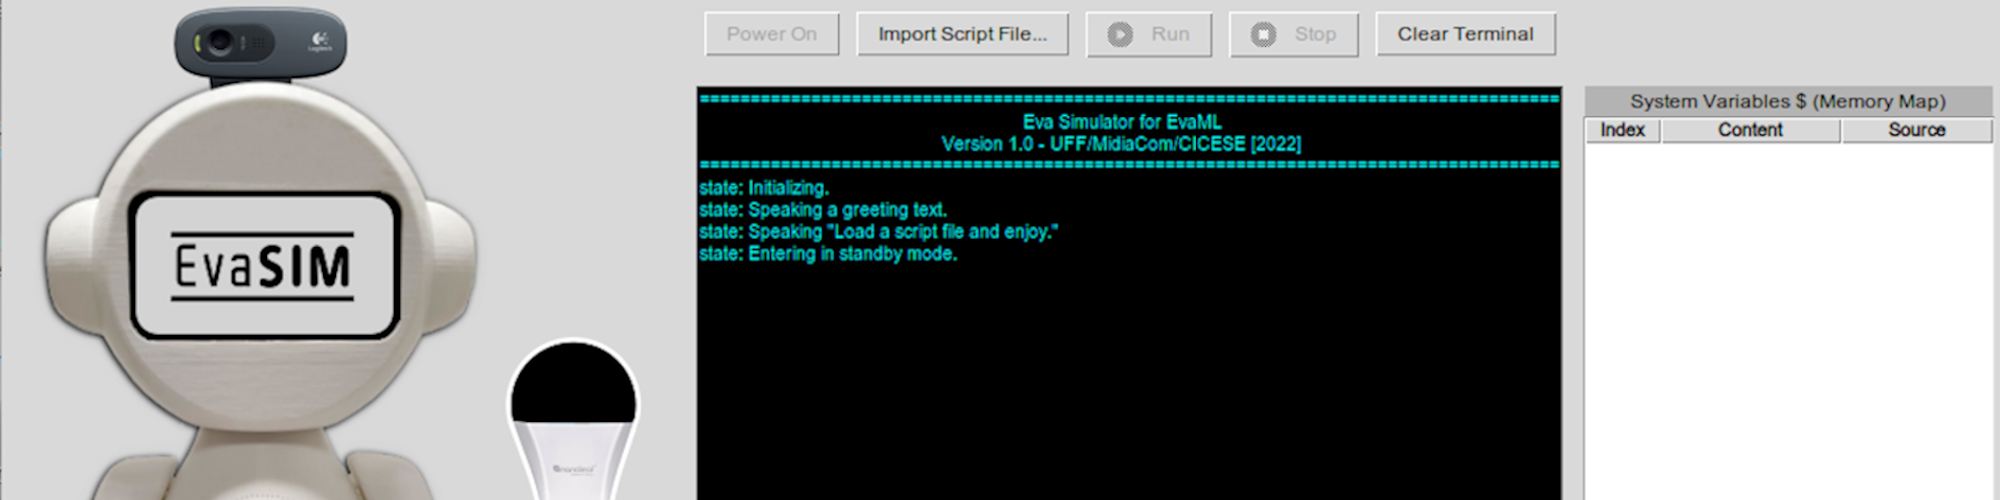 Logitech
EvaSIM
nanoleaf
Power On
Import Script File...
Run
Stop
Clear Terminal
Eva Simulator for EvaML
Version 1.0 - UFF/MidiaCom/CICESE [2022]
state: Initializing.
state: Speaking a greeting text.
state: Speaking "Load a script file and enjoy."
state: Entering in standby mode.
System Variables $ (Memory Map)
Index
Content
Source